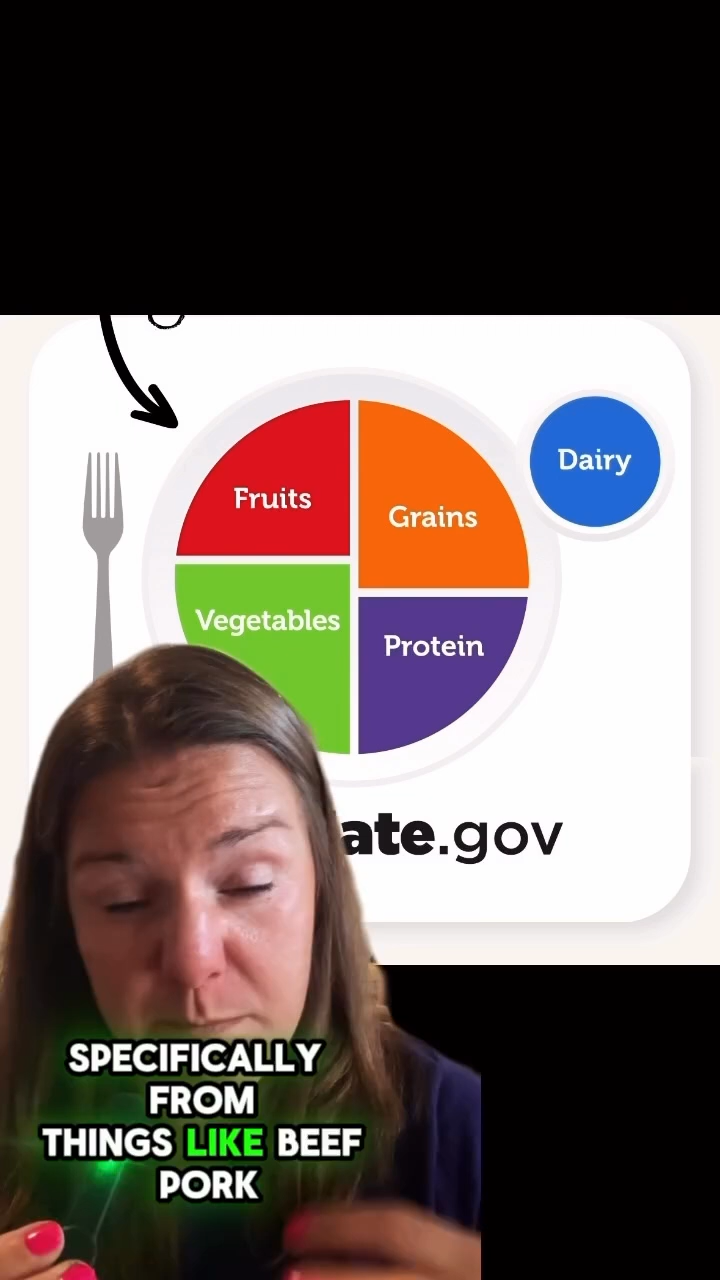 Fruits
Grains
Dairy
Vegetables
Protein
ate.gov
SPECIFICALLY
FROM
THINGS LIKE BEEF
PORK